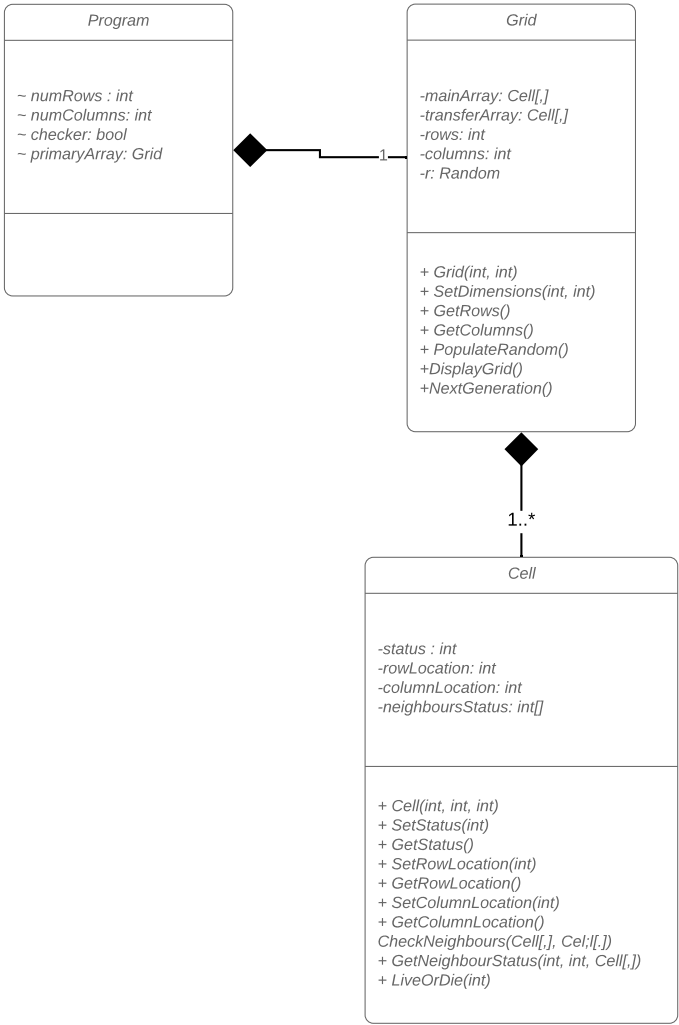 Program
~ numRows : int
~ numColumns: int
~ checker: bool
~ primaryArray: Grid
1
Grid
-mainArray: Cell[,]
-transferArray: Cell[,]
-rows: int
-columns: int
-r: Random
+ Grid(int, int)
+ SetDimensions(int, int)
+ GetRows()
+ GetColumns()
+ PopulateRandom()
+DisplayGrid()
+NextGeneration()
1..*
Cell
-status : int
-rowLocation: int
-columnLocation: int
-neighboursStatus: int[]
+ Cell(int, int, int)
+ SetStatus(int)
+ GetStatus()
+ SetRowLocation(int)
+ GetRowLocation()
+ SetColumnLocation(int)
+ GetColumnLocation()
CheckNeighbours(Cell[,], Cel;l[.])
+ GetNeighbourStatus(int, int, Cell[,])
+ LiveOrDie(int)